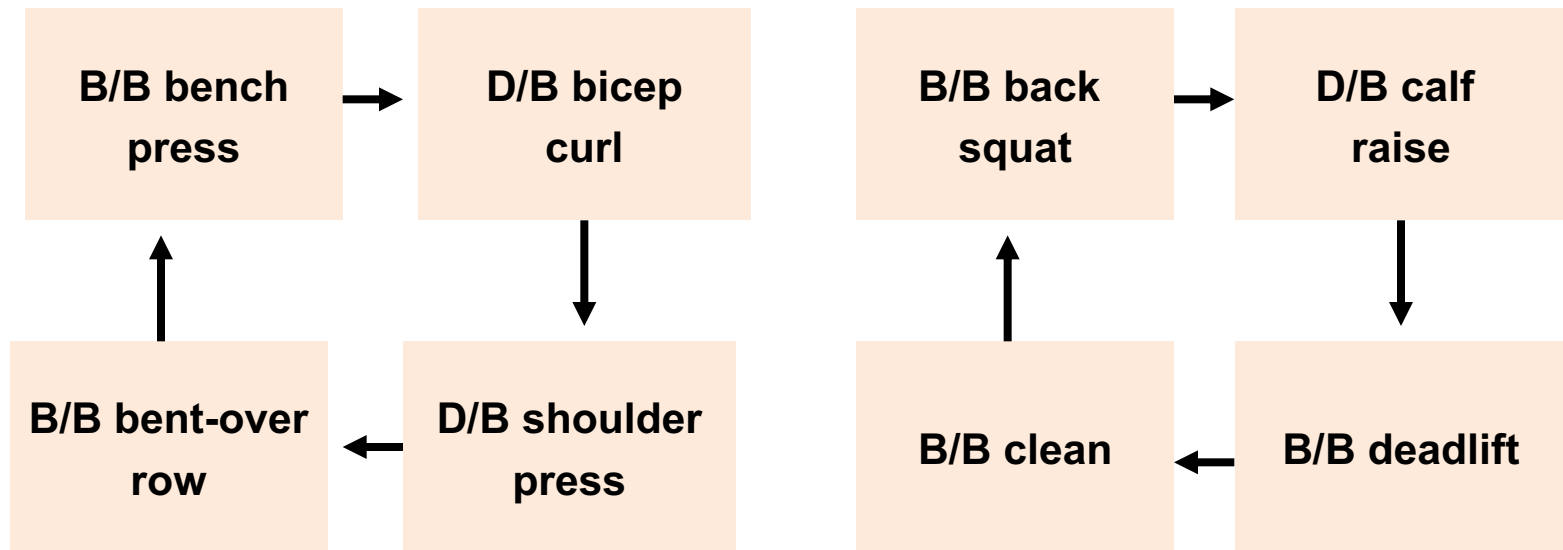 B/B bench
press
D/B bicep
curl
B/B back
squat
D/B calf
raise
B/B bent-over
row
D/B shoulder
press
B/B clean
B/B deadlift